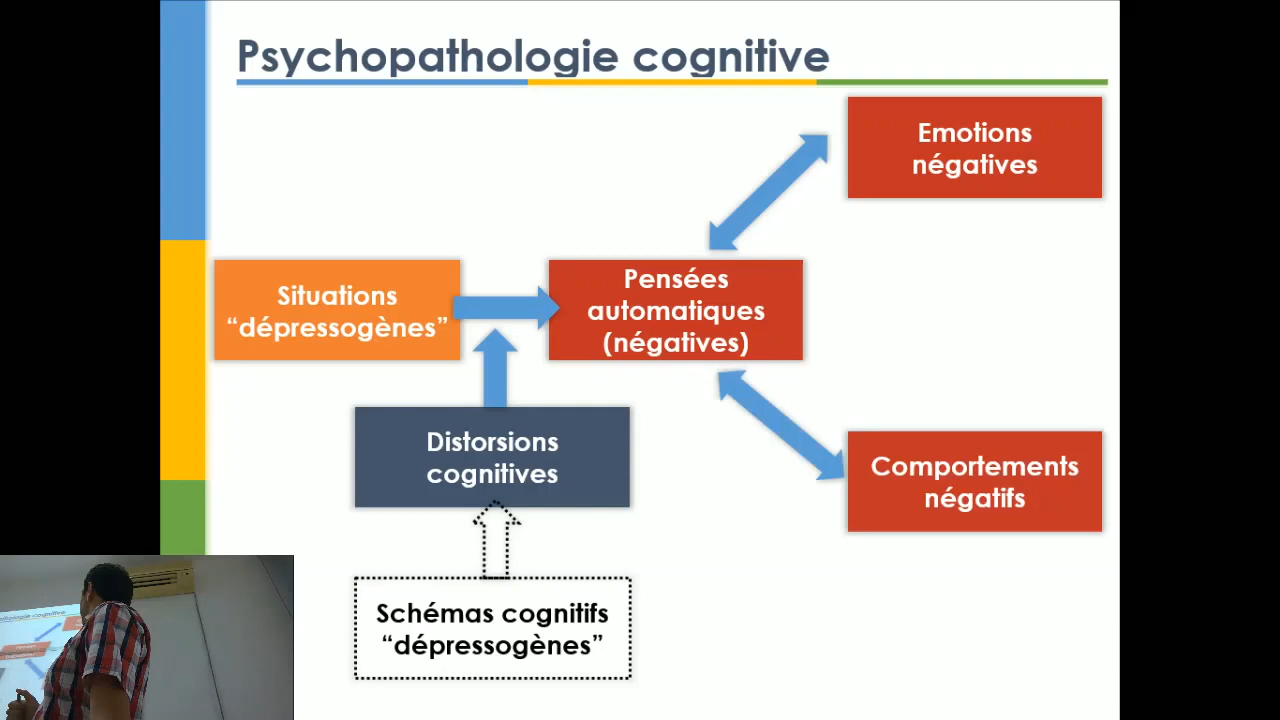 Psychopathologie cognitive
Emotions
négatives
Situations
“dépressogènes”
Pensées
automatiques
(négatives)
Distorsions
cognitives
Comportements
négatifs
Schémas cognitifs
“dépressogènes”